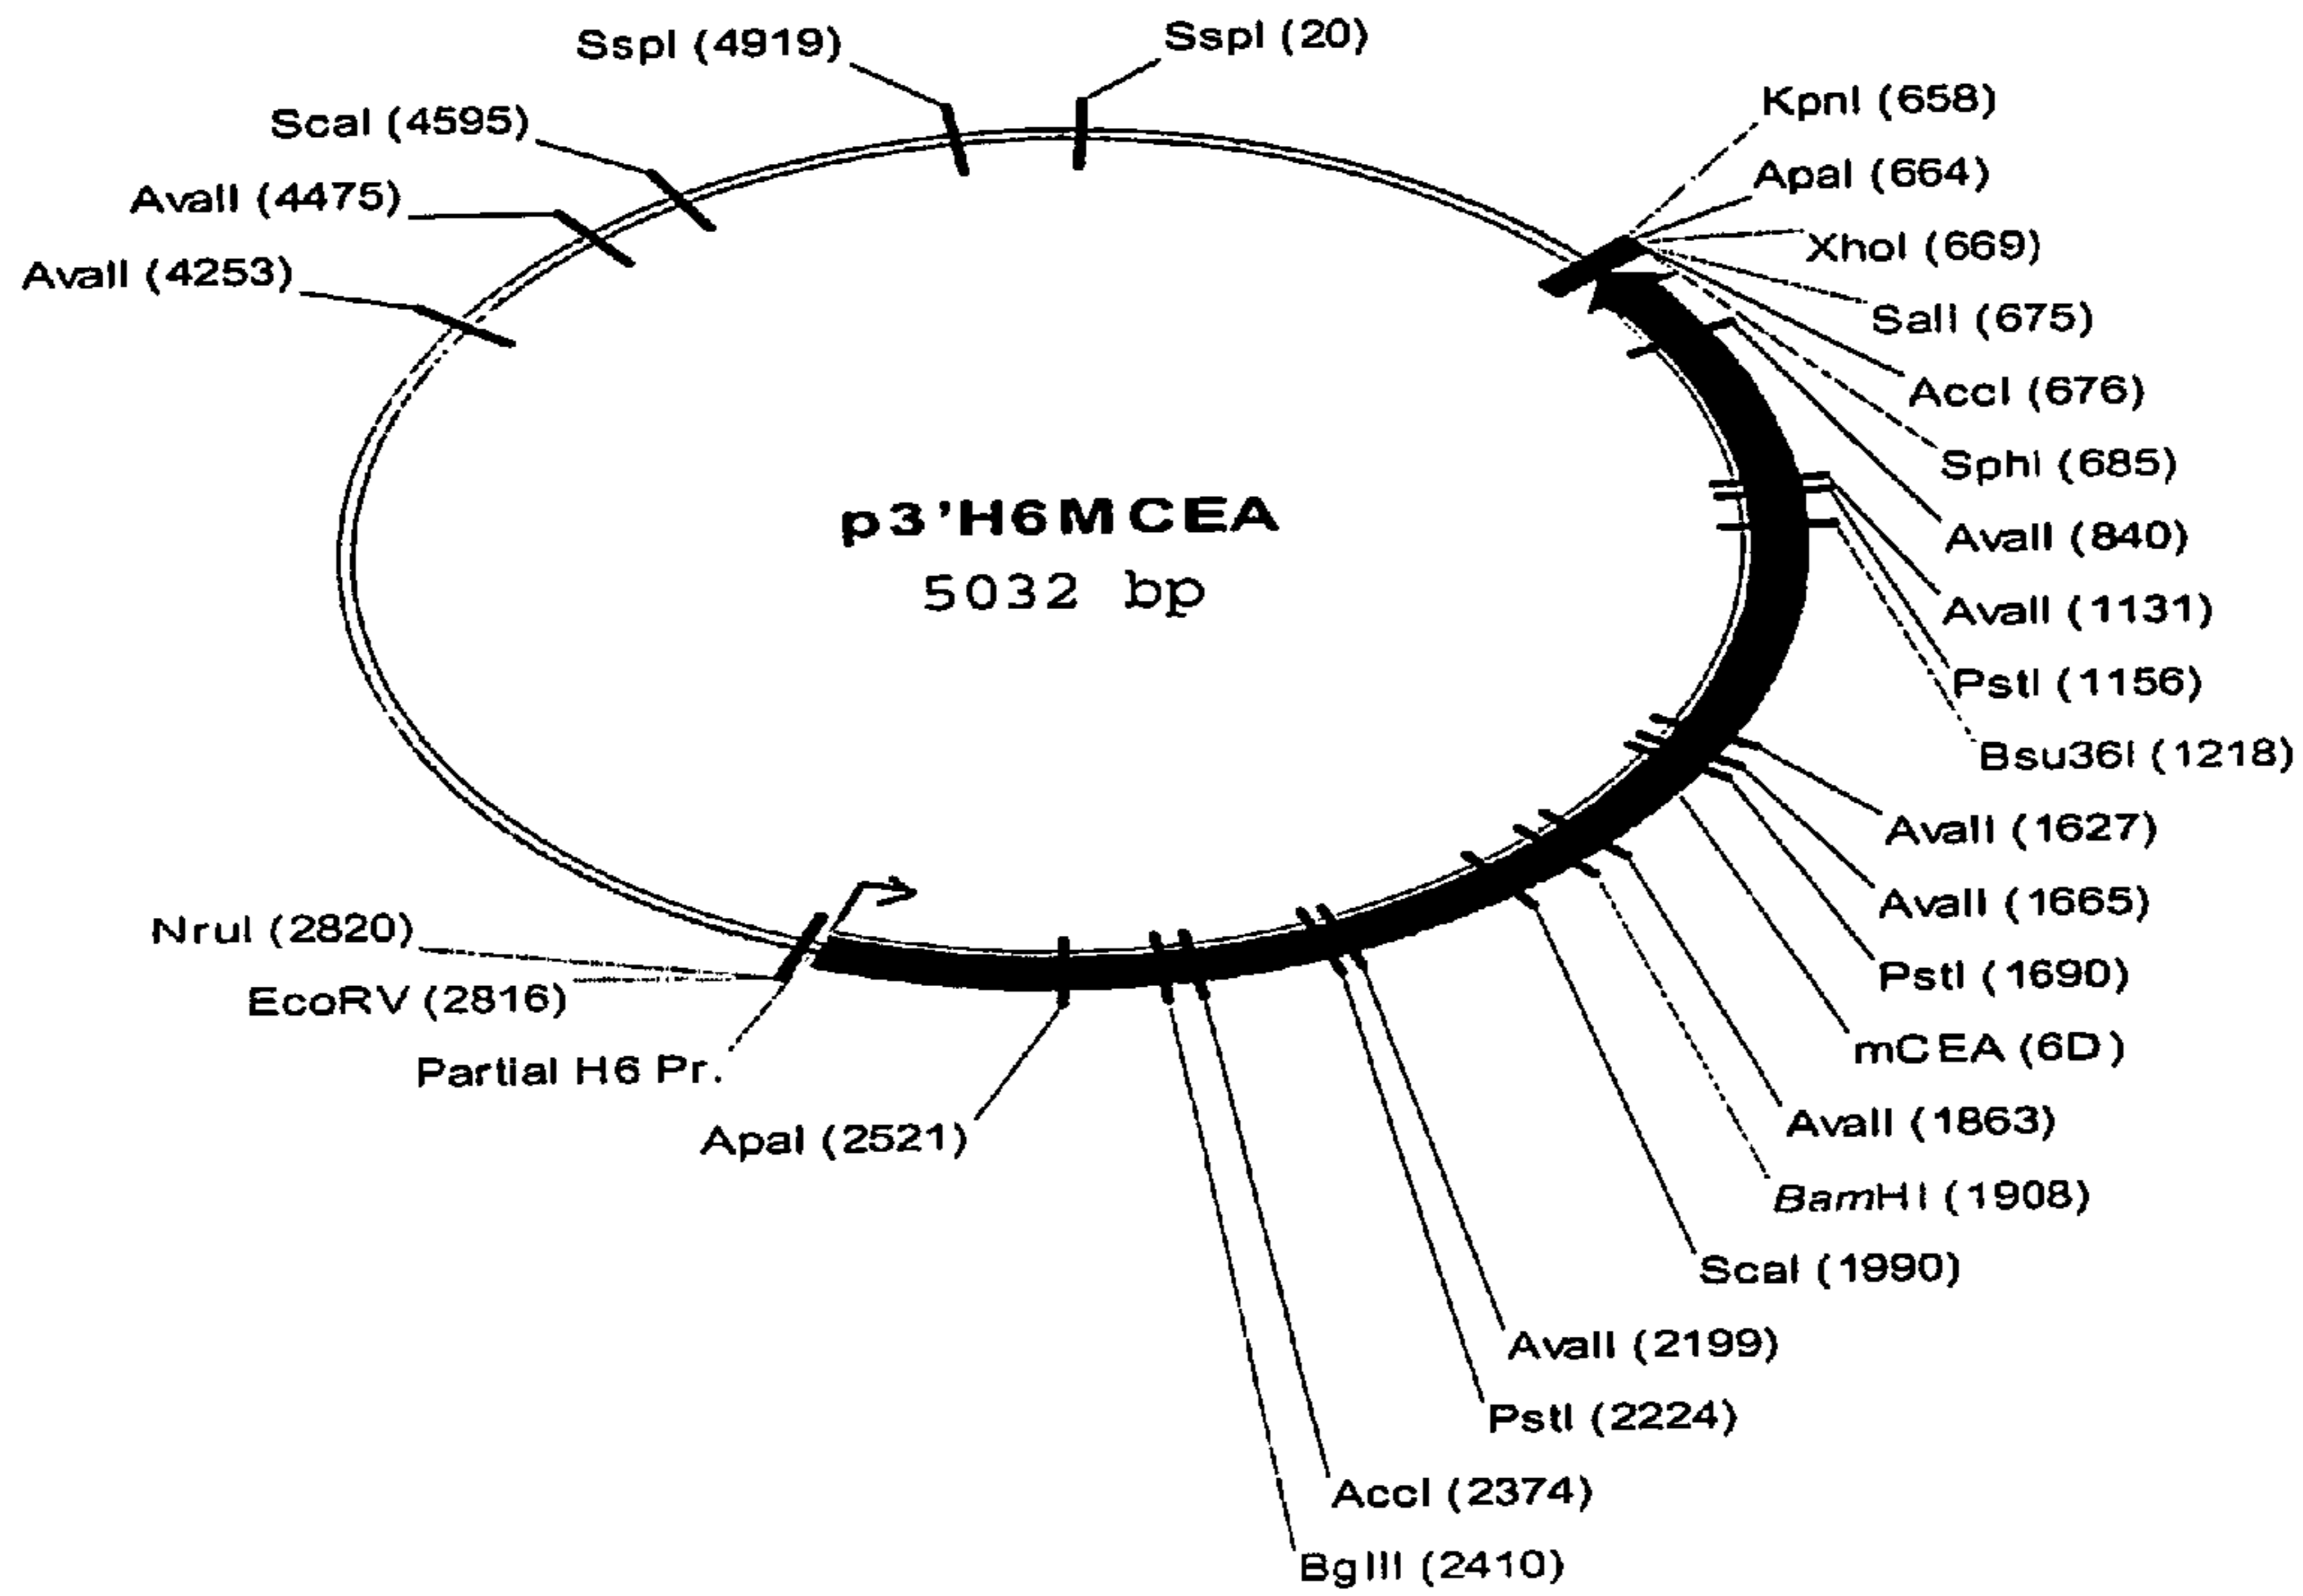 SspI (4919)
SspI (20)
ScaI (4595)
AvaII (4475)
AvaII (4253)
KpnI (658)
ApaI (664)
XhoI (669)
SalI (675)
AccI (676)
SphI (685)
AvaII (840)
AvaII (1131)
PstI (1156)
Bsu36I (1218)
AvaII (1627)
AvaII (1665)
PstI (1690)
mCEA (6D)
AvaII (1863)
BamHI (1908)
ScaI (1990)
AvaII (2199)
PstI (2224)
AccI (2374)
BglII (2410)
ApaI (2521)
Partial H6 Pr.
EcoRV (2816)
NruI (2820)
p3'H6MCEA
5032 bp